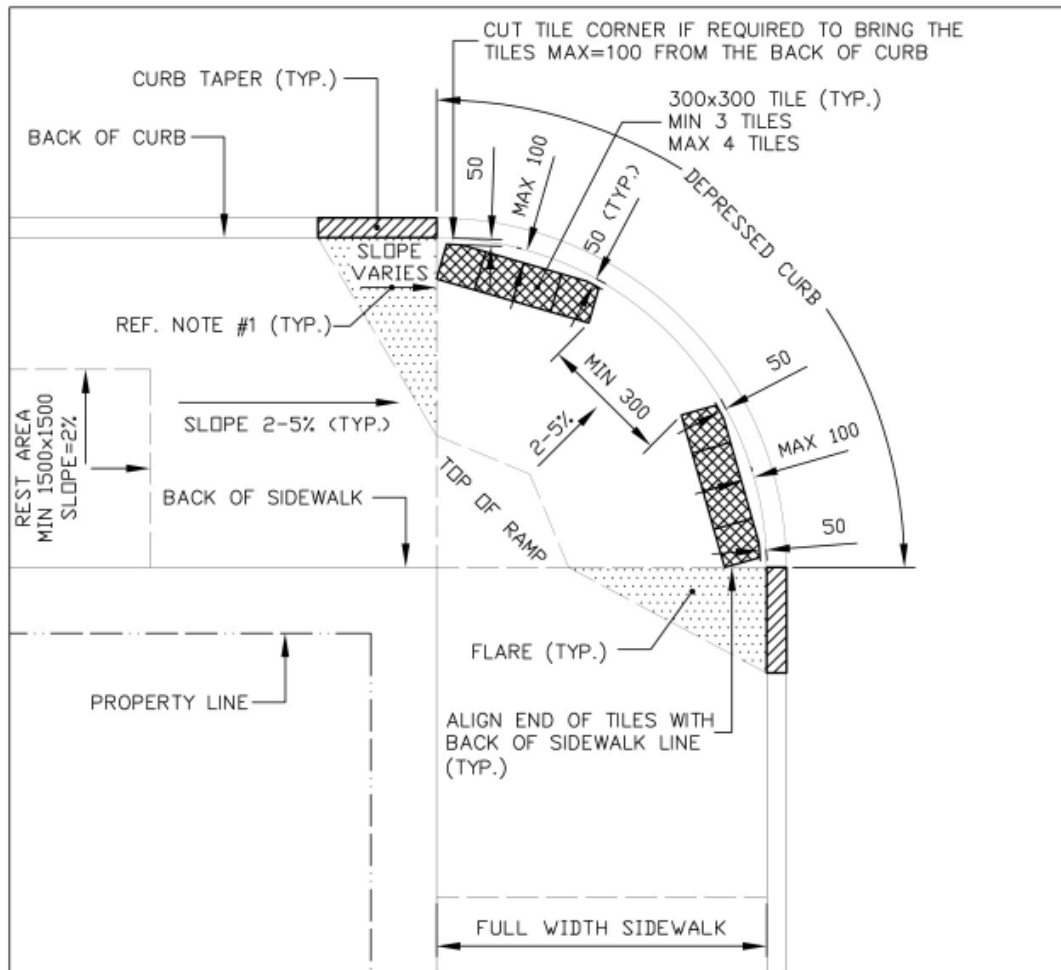 CUT TILE CORNER IF REQUIRED TO BRING THE
TILES MAX=100 FROM THE BACK OF CURB
CURB TAPER (TYP.)
300x300 TILE (TYP.)
MIN 3 TILES
MAX 4 TILES
BACK OF CURB
50
MAX 100
50 (TYP.)
DEPRESSED CURB
SLOPE
VARIES
REF. NOTE #1 (TYP.)
MIN 300
50
REST AREA
MIN 1500x1500
SLOPE=2%
SLOPE 2-5% (TYP.)
2-5%
MAX 100
TOP OF RAMP
BACK OF SIDEWALK
50
FLARE (TYP.)
PROPERTY LINE
ALIGN END OF TILES WITH
BACK OF SIDEWALK LINE
(TYP.)
FULL WIDTH SIDEWALK